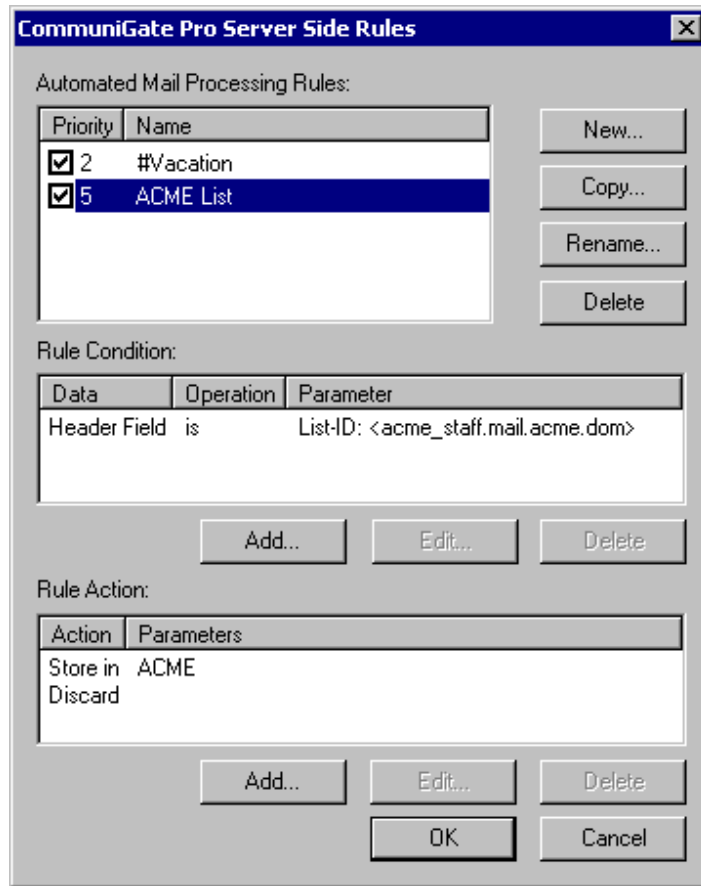 CommuniGate Pro Server Side Rules
Automated Mail Processing Rules:
Priority Name
2 #Vacation
5 ACME List
New...
Copy...
Rename...
Delete
Rule Condition:
Data Operation Parameter
Header Field is List-ID: <acme_staff.mail.acme.dom>
Add... Edit... Delete
Rule Action:
Action Parameters
Store in ACME
Discard
Add... Edit... Delete
OK Cancel